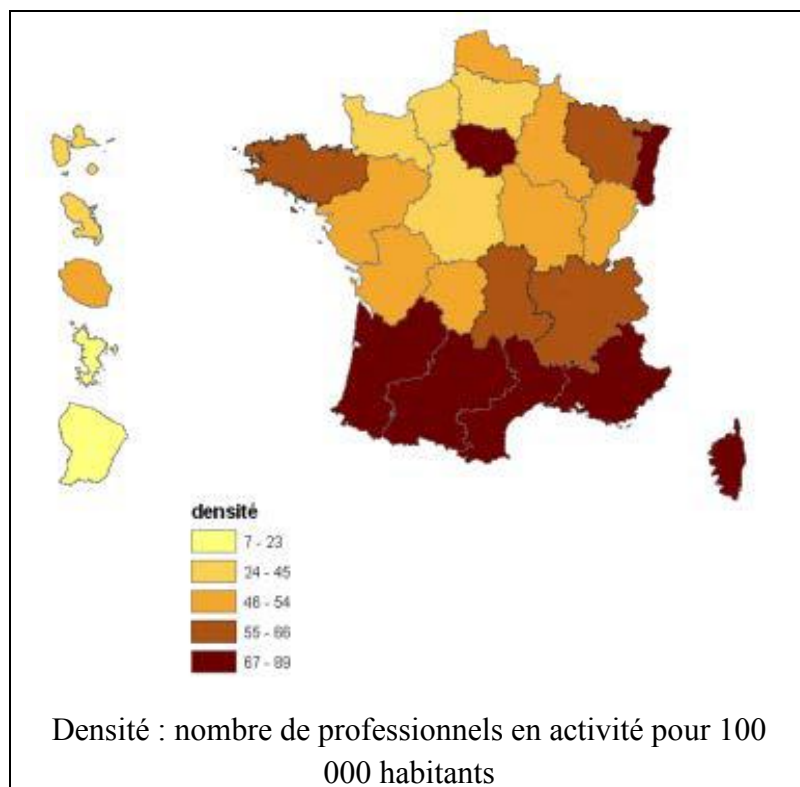 densité
7 - 23
24 - 45
46 - 54
55 - 66
67 - 89
Densité : nombre de professionnels en activité pour 100
000 habitants